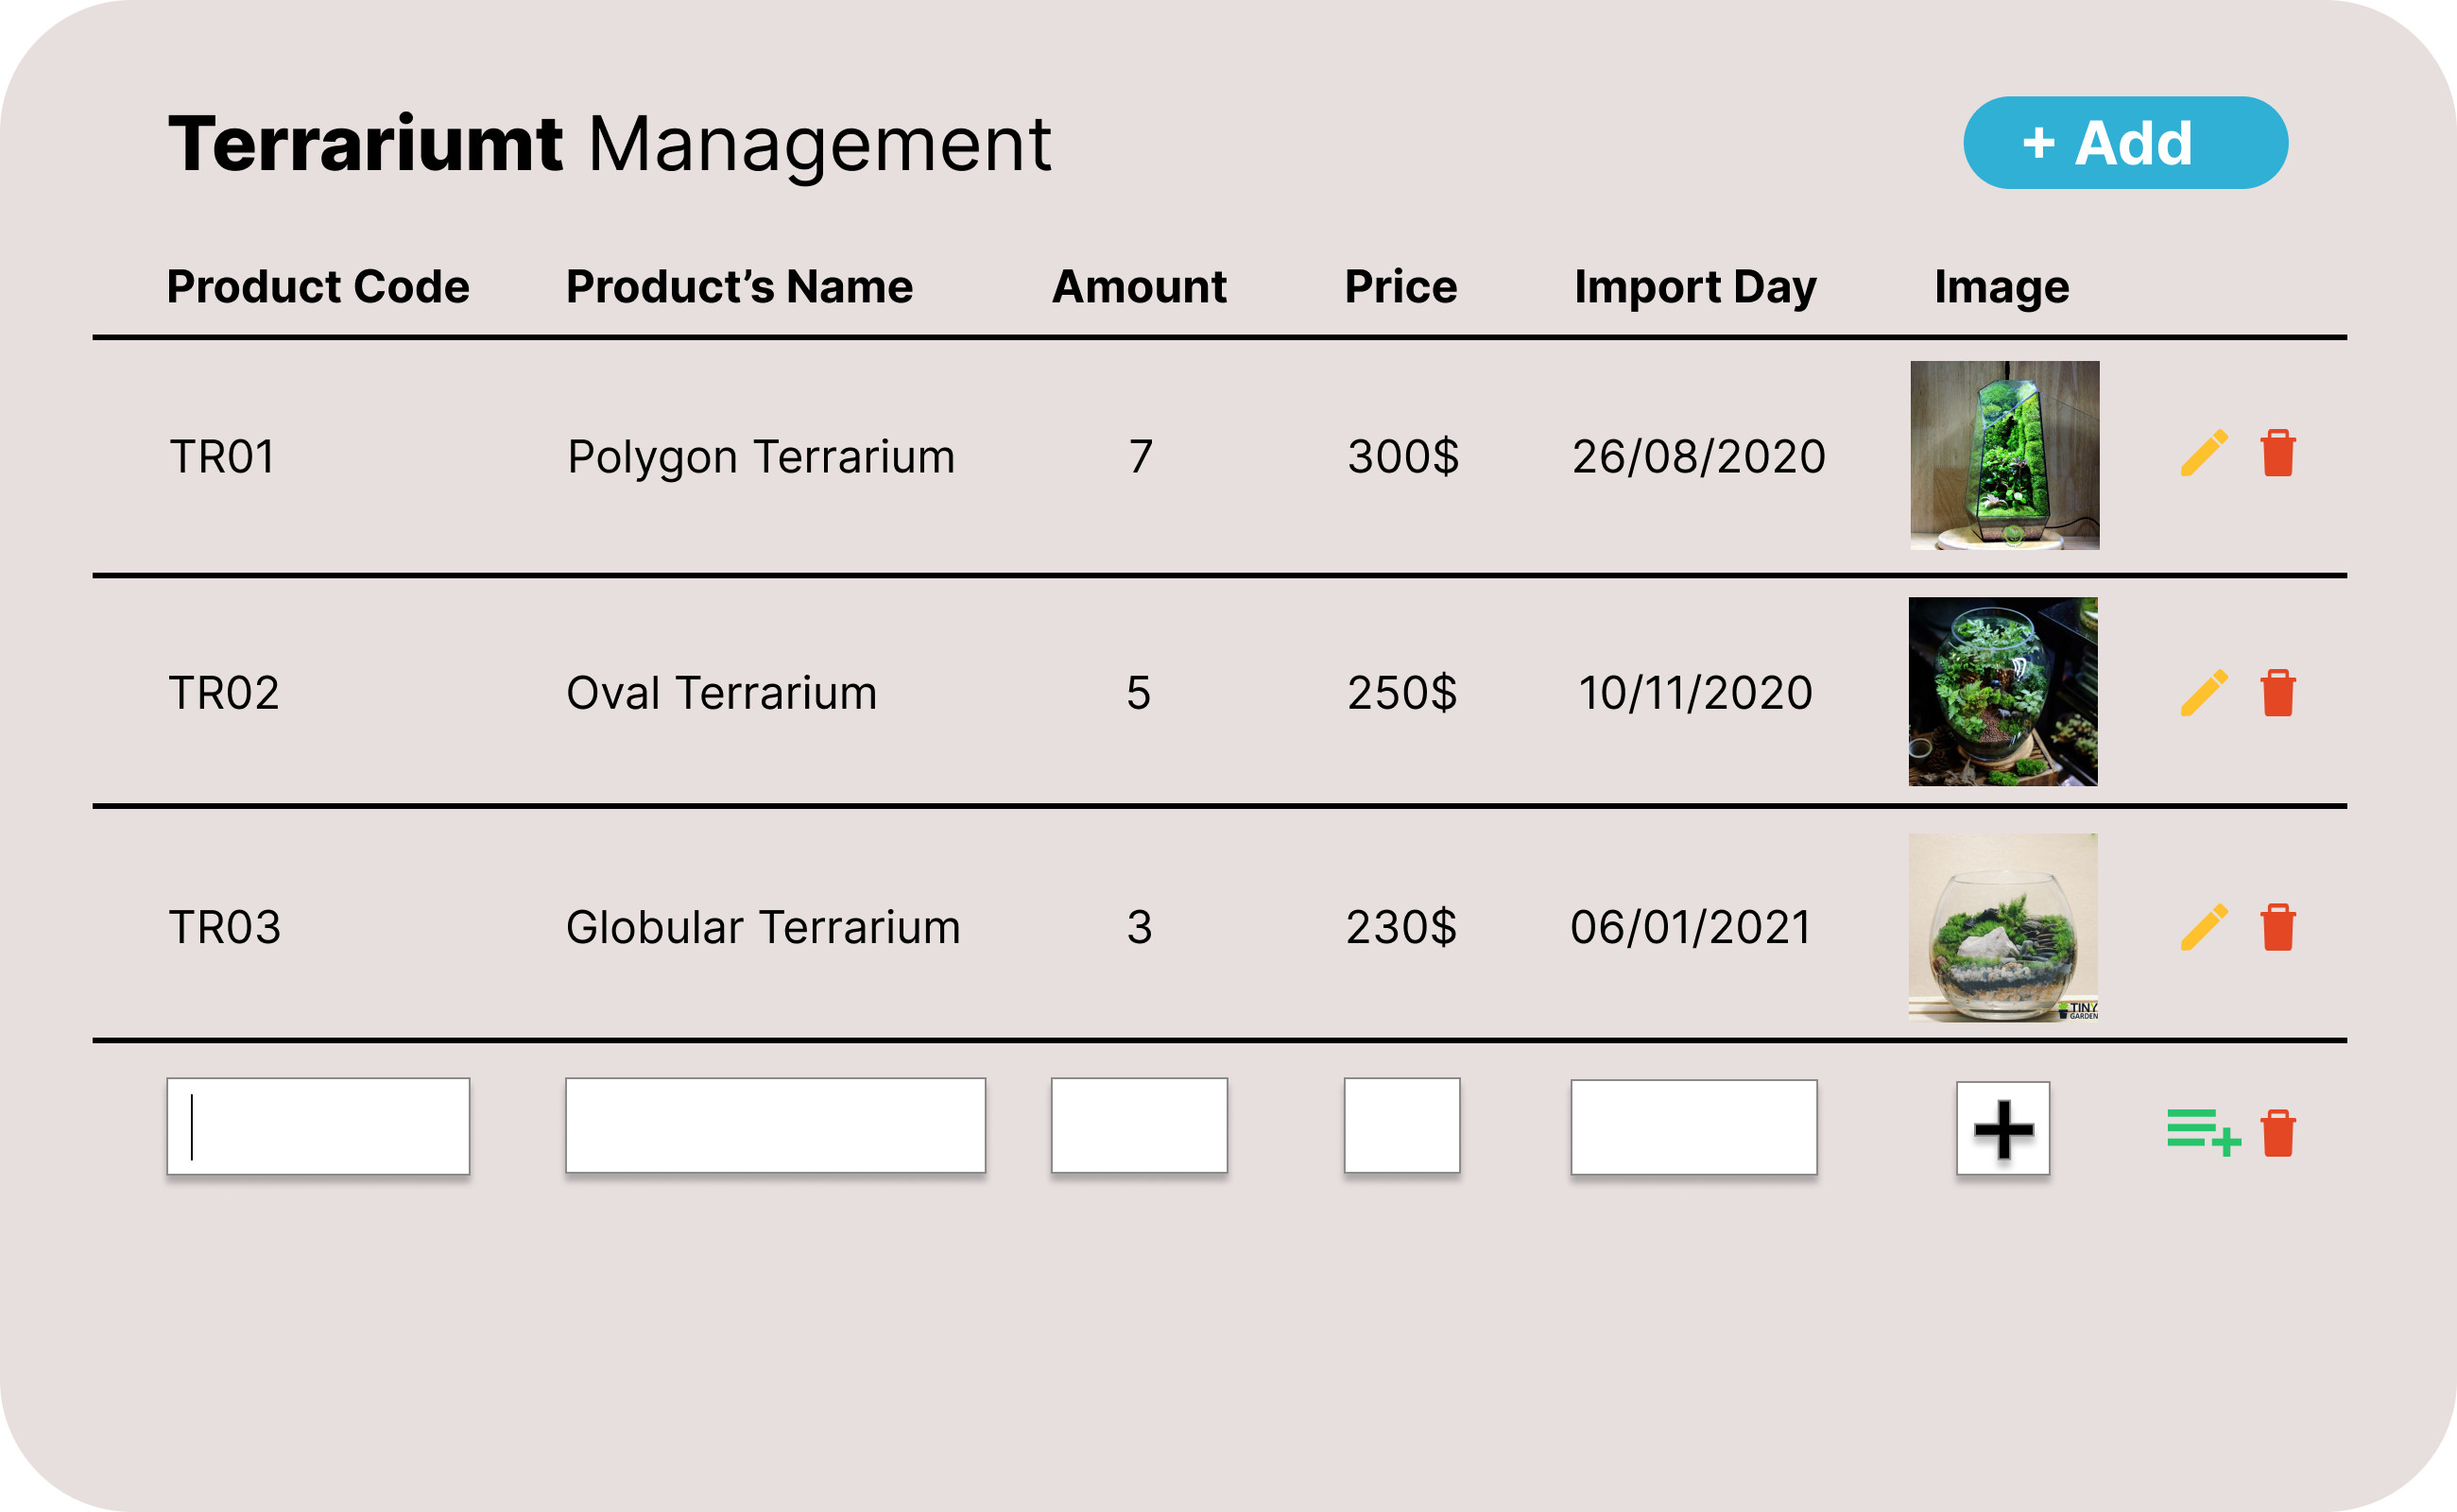 Terrariumt Management
+ Add
Product Code Product’s Name Amount Price Import Day Image
TR01 Polygon Terrarium 7 300$ 26/08/2020
TR02 Oval Terrarium 5 250$ 10/11/2020
TR03 Globular Terrarium 3 230$ 06/01/2021
TINY
GARDEN